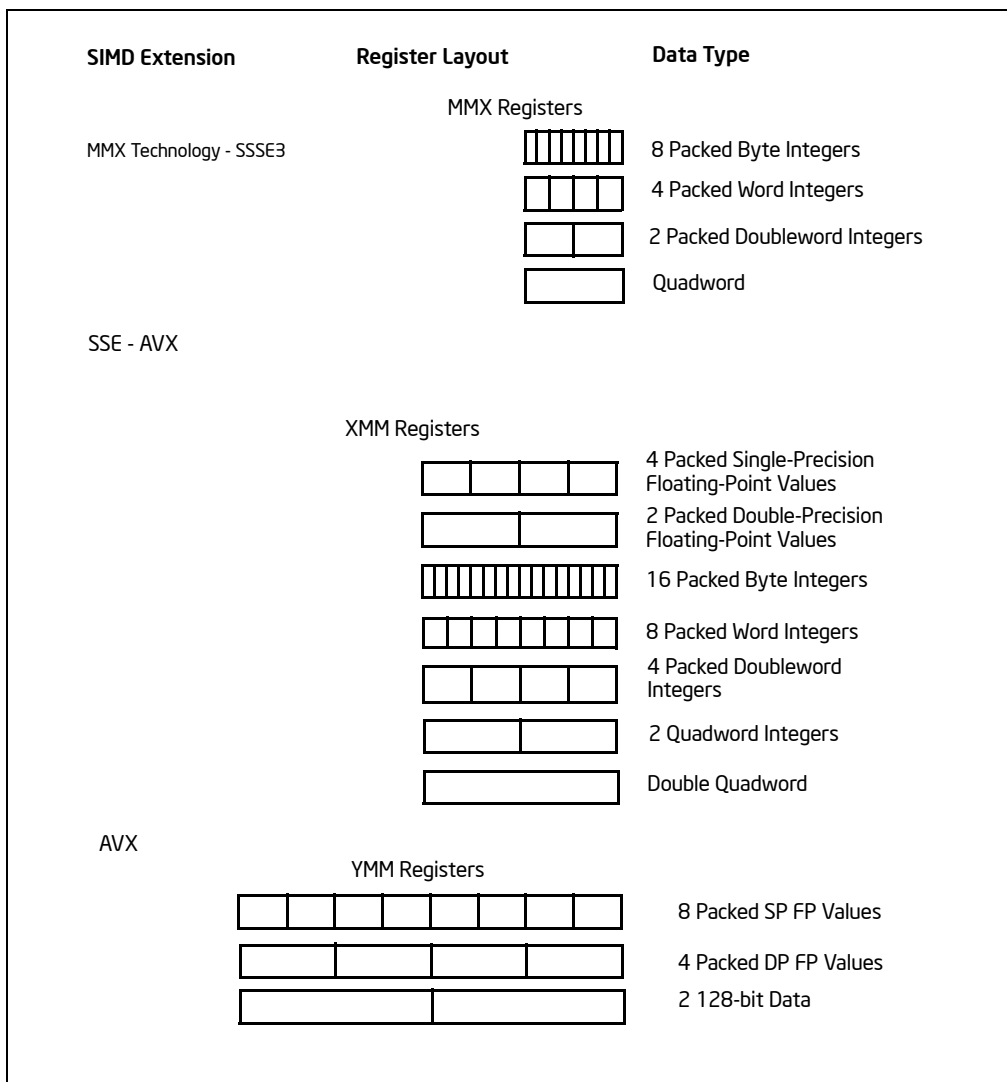 SIMD Extension Register Layout Data Type
MMX Registers
MMX Technology - SSSE3 8 Packed Byte Integers
4 Packed Word Integers
2 Packed Doubleword Integers
Quadword
SSE - AVX
XMM Registers
4 Packed Single-Precision
Floating-Point Values
2 Packed Double-Precision
Floating-Point Values
16 Packed Byte Integers
8 Packed Word Integers
4 Packed Doubleword
Integers
2 Quadword Integers
Double Quadword
AVX
YMM Registers
8 Packed SP FP Values
4 Packed DP FP Values
2 128-bit Data